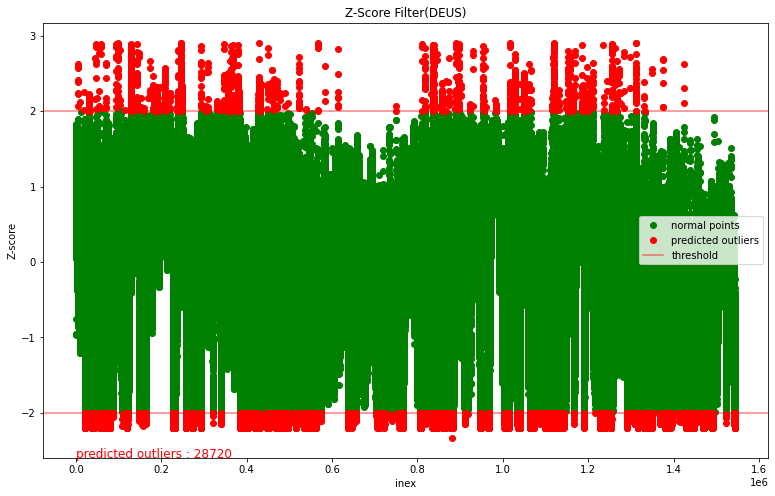 Z-Score Filter(DEUS)
3
2
1
0
−1
−2
Z-score
normal points
predicted outliers
threshold
predicted outliers : 28720
0.0 0.2 0.4 0.6 0.8 1.0 1.2 1.4 1.6
1e6
inex